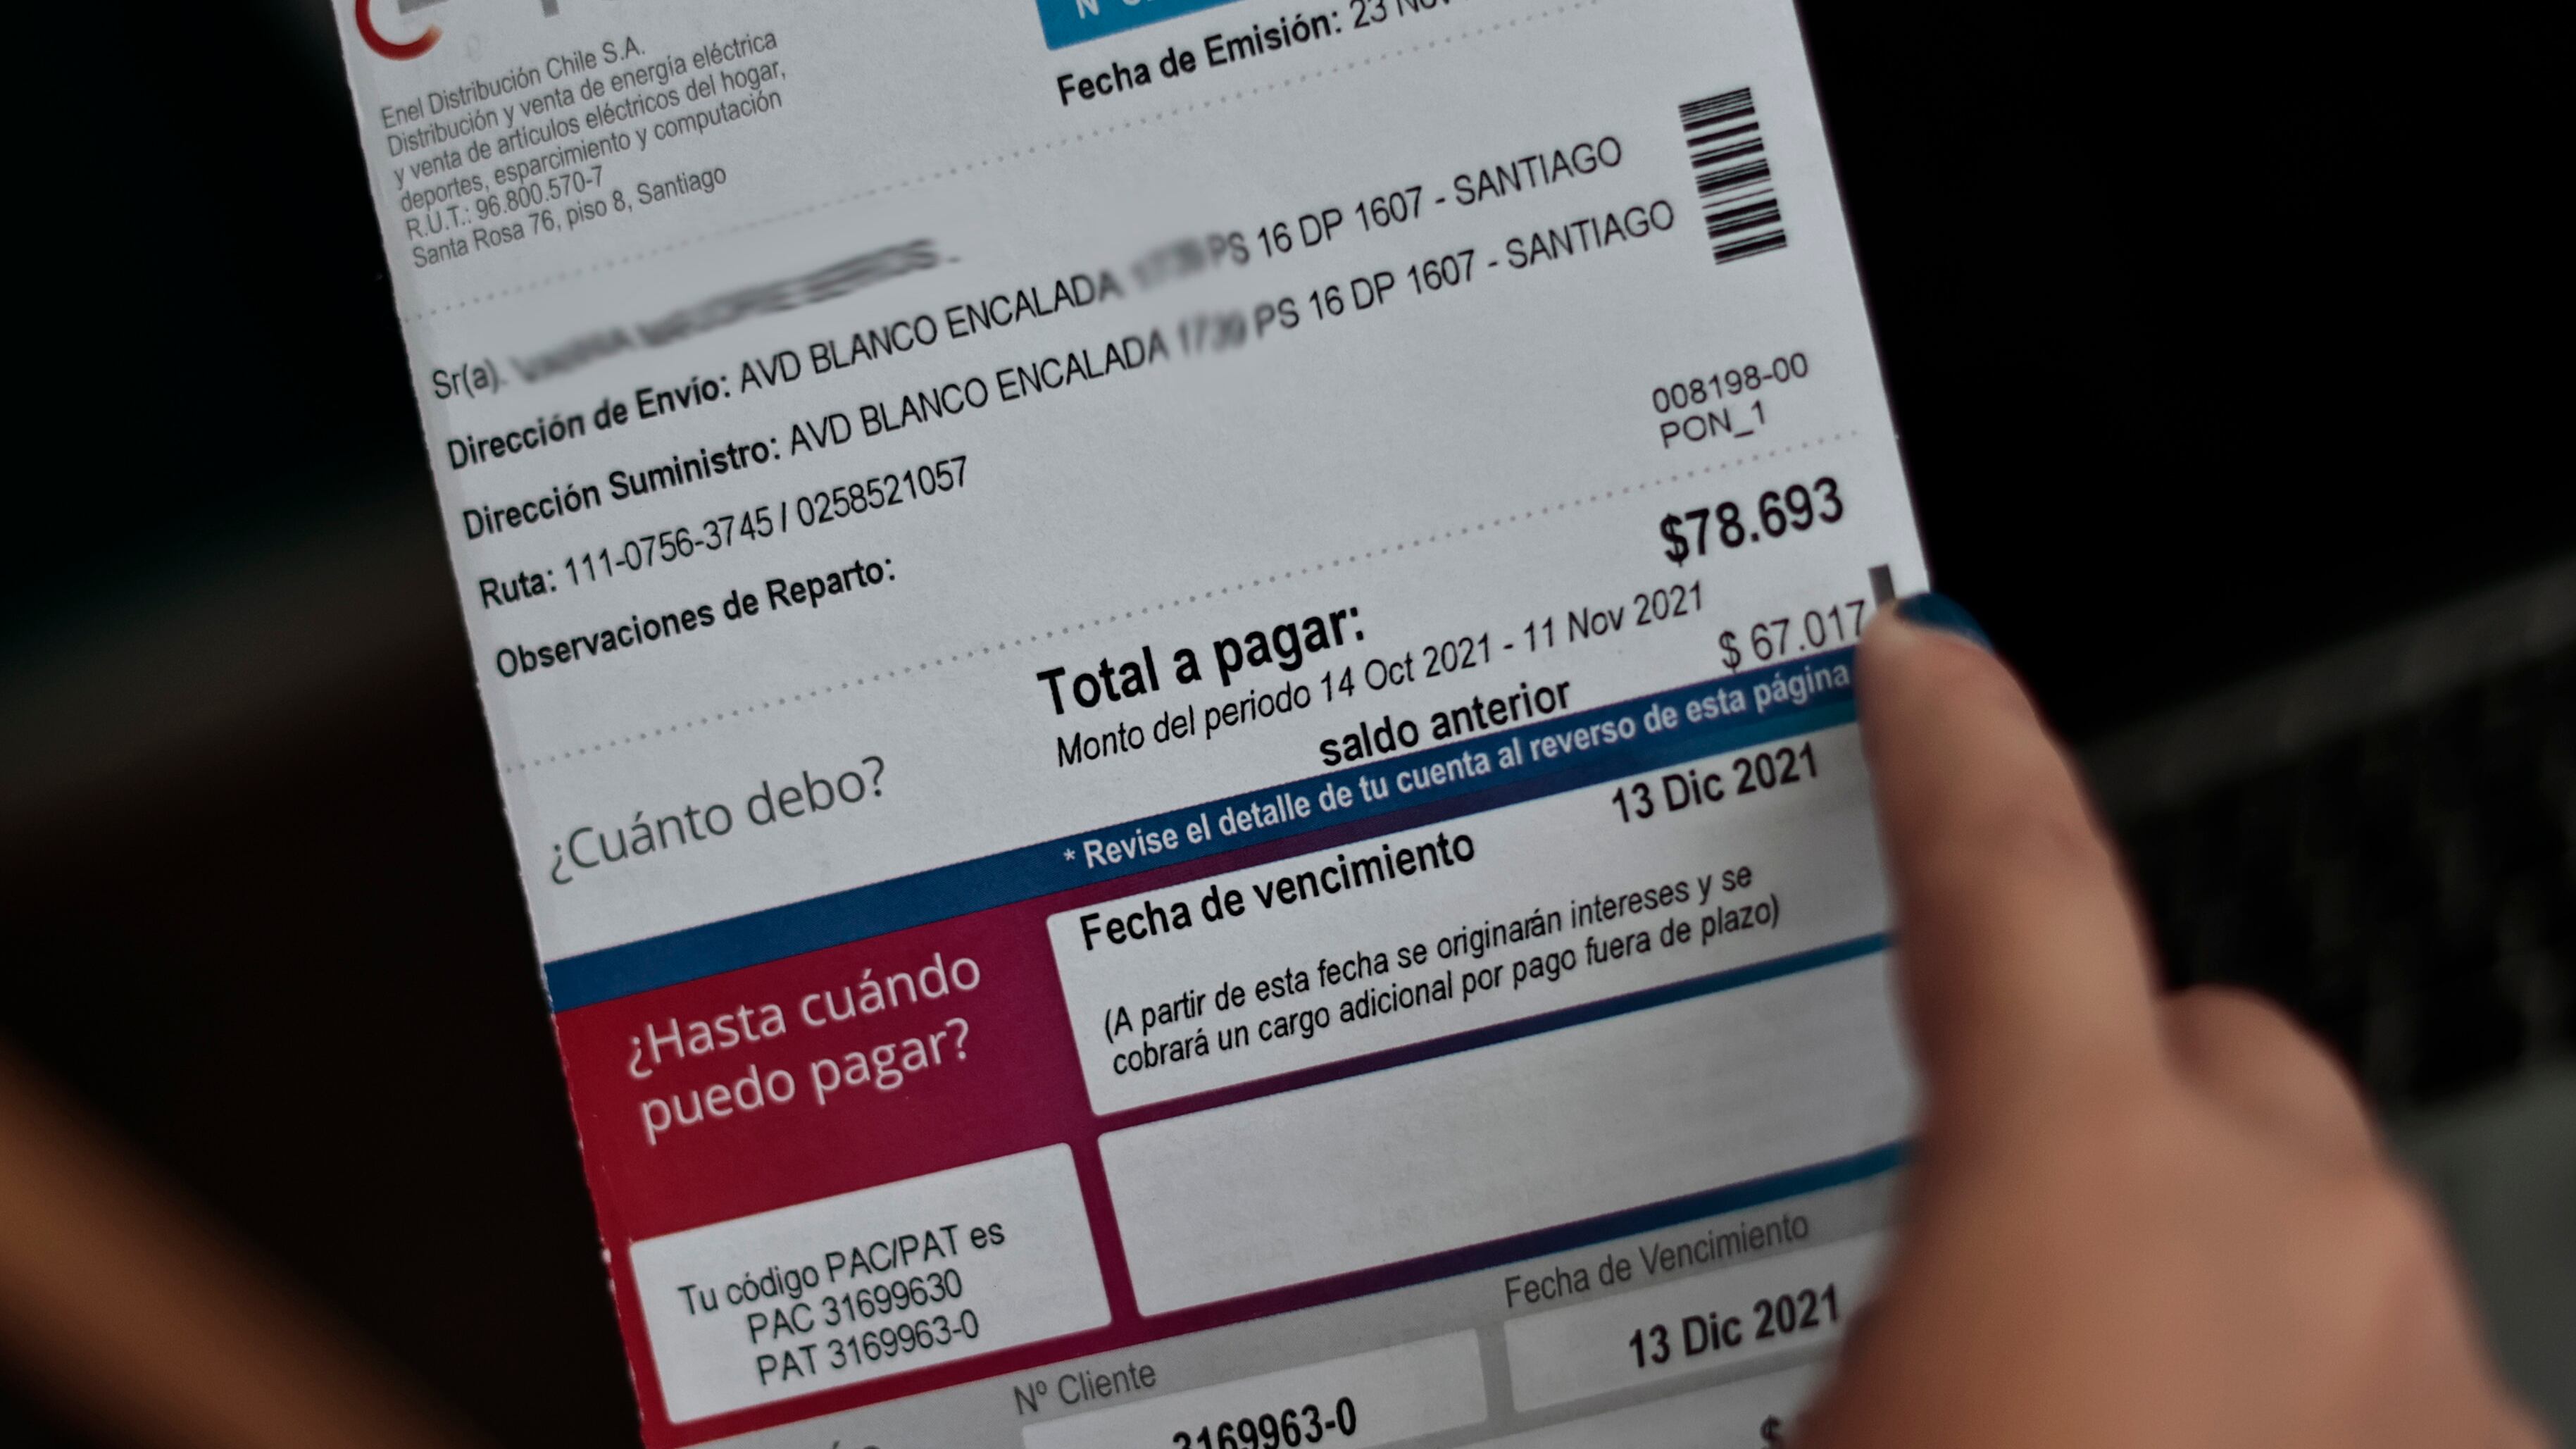 Enel Distribución Chile S.A.
Distribución y venta de energía eléctrica
y venta de artículos eléctricos del hogar,
deportes, esparcimiento y computación
R.U.T.: 96.800.570-7
Santa Rosa 76, piso 8, Santiago
Fecha de Emisión: 23
Sr(a).
Dirección de Envío: AVD BLANCO ENCALADA PS 16 DP 1607 - SANTIAGO
Dirección Suministro: AVD BLANCO ENCALADA PS 16 DP 1607 - SANTIAGO
Ruta: 111-0756-3745 / 0258521057
Observaciones de Reparto:
008198-00
PON_1
¿Cuánto debo?
Total a pagar: $78.693
Monto del periodo 14 Oct 2021 - 11 Nov 2021 $ 67.017
saldo anterior
* Revise el detalle de tu cuenta al reverso de esta página
¿Hasta cuándo
puedo pagar?
Fecha de vencimiento 13 Dic 2021
(A partir de esta fecha se originarán intereses y se
cobrará un cargo adicional por pago fuera de plazo)
Tu código PAC/PAT es
PAC 31699630
PAT 3169963-0
Nº Cliente
3169963-0
Fecha de Vencimiento
13 Dic 2021
$